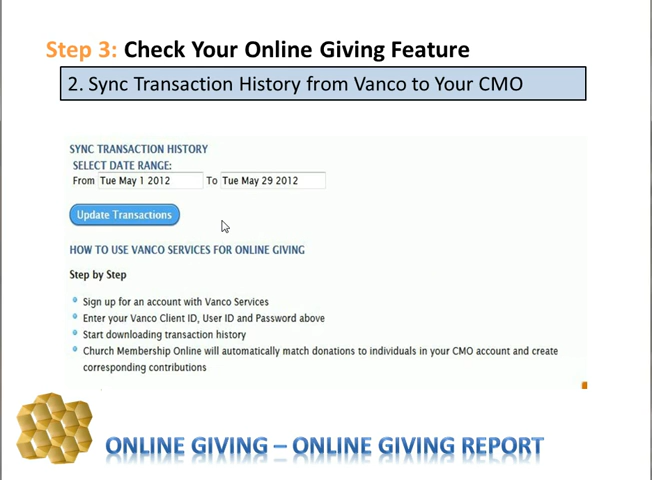 Step 3: Check Your Online Giving Feature
2. Sync Transaction History from Vanco to Your CMO
SYNC TRANSACTION HISTORY
SELECT DATE RANGE:
From Tue May 1 2012 To Tue May 29 2012
Update Transactions
HOW TO USE VANCO SERVICES FOR ONLINE GIVING
Step by Step
Sign up for an account with Vanco Services
Enter your Vanco Client ID, User ID and Password above
Start downloading transaction history
Church Membership Online will automatically match donations to individuals in your CMO account and create
corresponding contributions
ONLINE GIVING – ONLINE GIVING REPORT